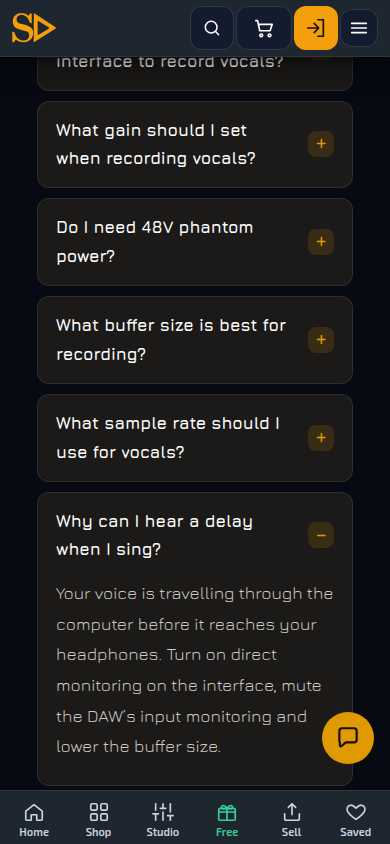 SD
interface to record vocals?
What gain should I set
when recording vocals?
+
Do I need 48V phantom
power?
+
What buffer size is best for
recording?
+
What sample rate should I
use for vocals?
+
Why can I hear a delay
when I sing?
−
Your voice is travelling through the
computer before it reaches your
headphones. Turn on direct
monitoring on the interface, mute
the DAW's input monitoring and
lower the buffer size.
Home Shop Studio Free Sell Saved